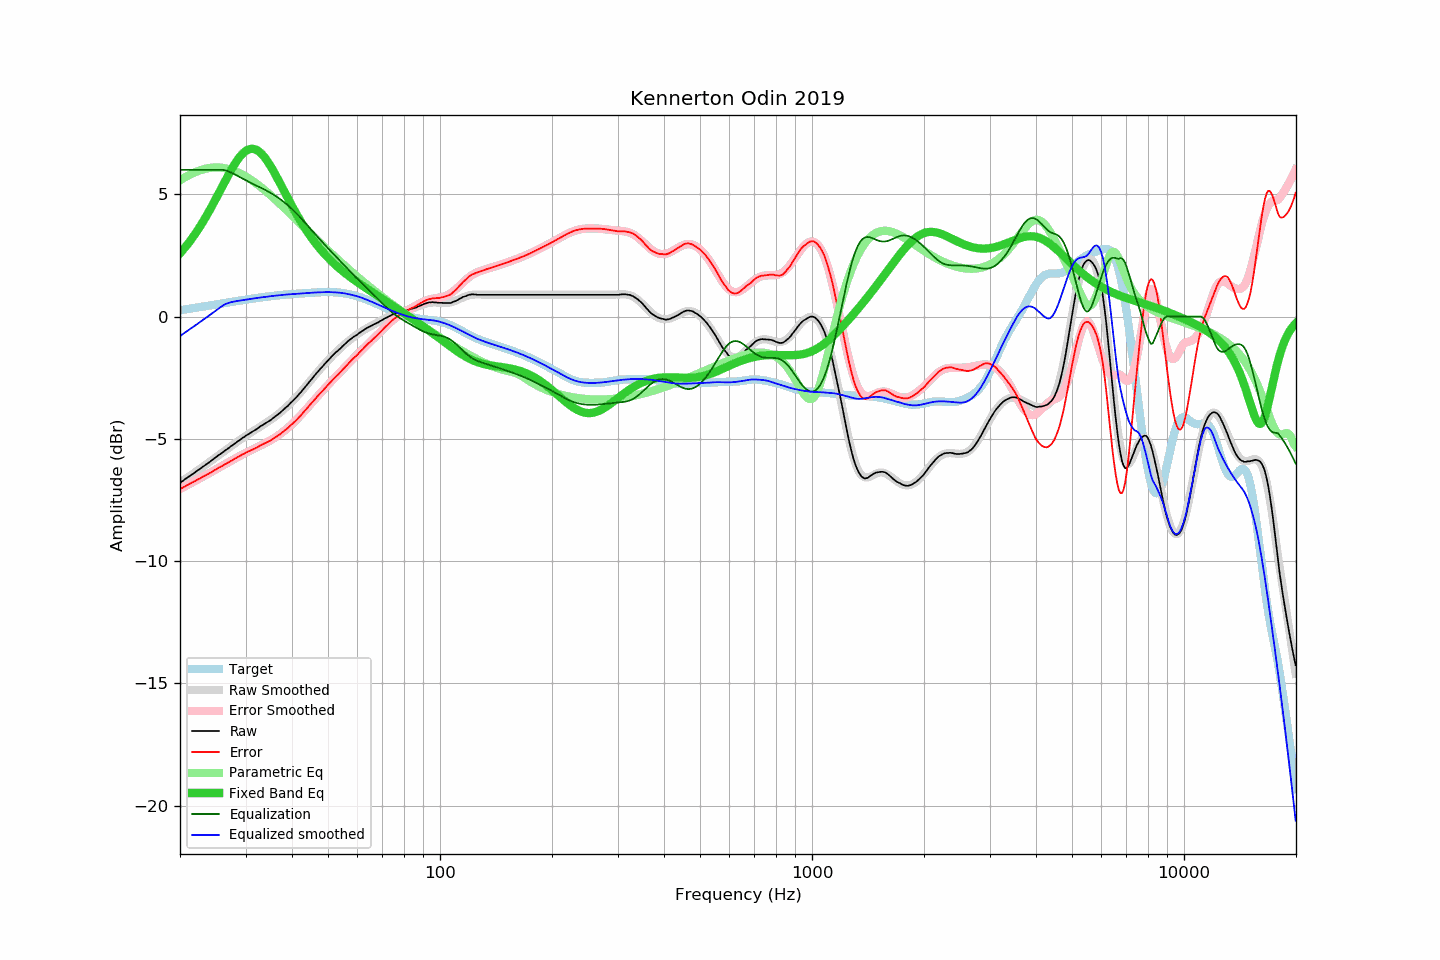 Kennerton Odin 2019
5
0
−5
−10
−15
−20
Amplitude (dBr)
Target
Raw Smoothed
Error Smoothed
Raw
Error
Parametric Eq
Fixed Band Eq
Equalization
Equalized smoothed
100
1000
10000
Frequency (Hz)